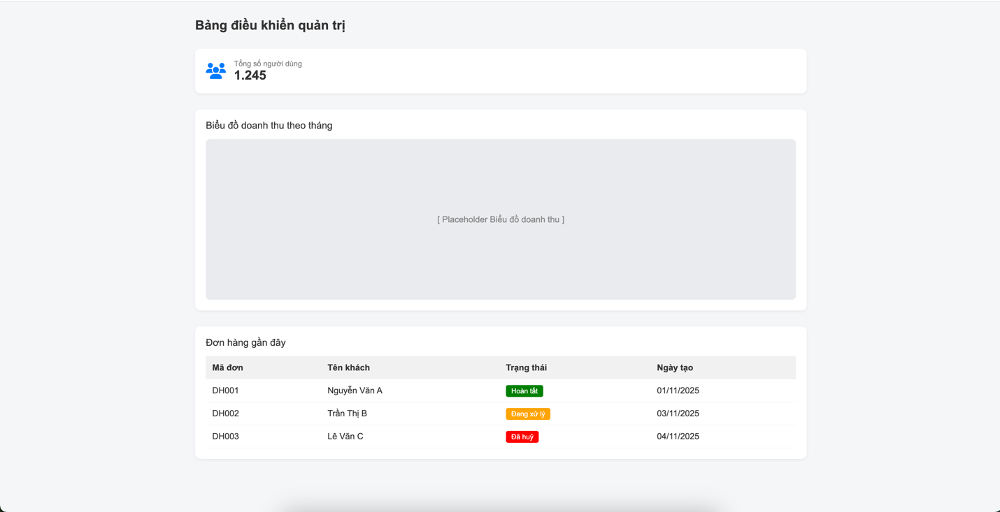 Bảng điều khiển quản trị
Tổng số người dùng
1.245
Biểu đồ doanh thu theo tháng
[ Placeholder Biểu đồ doanh thu ]
Đơn hàng gần đây
Mã đơn Tên khách Trạng thái Ngày tạo
DH001 Nguyễn Văn A Hoàn tất 01/11/2025
DH002 Trần Thị B Đang xử lý 03/11/2025
DH003 Lê Văn C Đã huỷ 04/11/2025